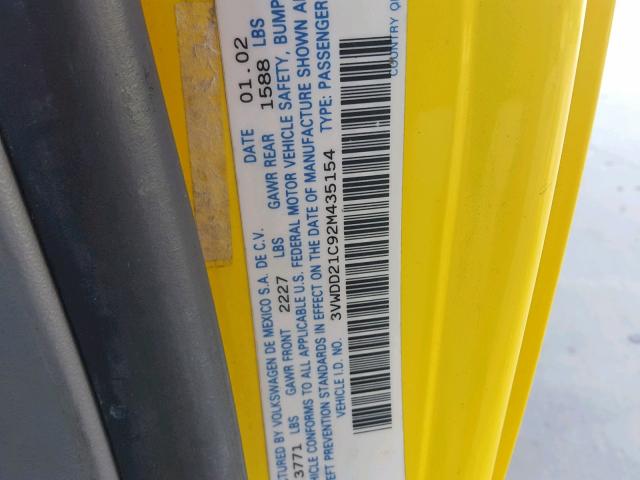 CTURED BY VOLKSWAGEN DE MEXICO S.A. DE C.V. DATE 01.02
3771 LBS GAWR FRONT 2227 LBS GAWR REAR 1588 LBS
HICLE CONFORMS TO ALL APPLICABLE U.S. FEDERAL MOTOR VEHICLE SAFETY, BUMP
EFT PREVENTION STANDARDS IN EFFECT ON THE DATE OF MANUFACTURE SHOWN A
VEHICLE I.D. NO. 3VWDD21C92M435154 TYPE: PASSENGER
COUNTRY